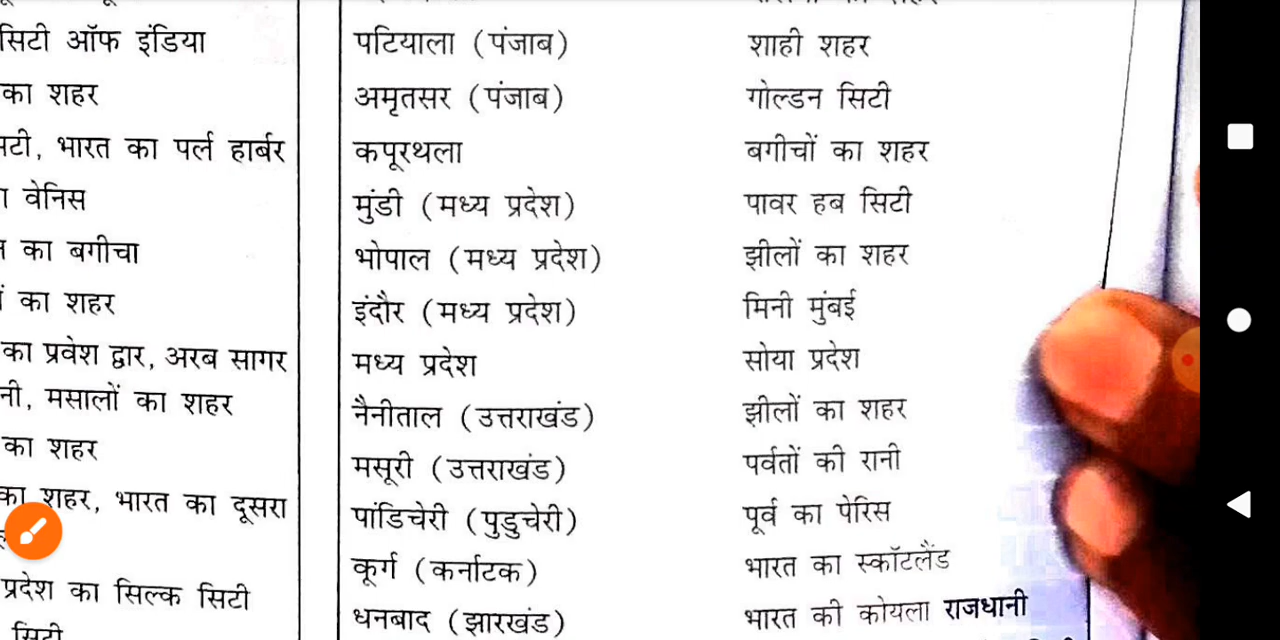 सिटी ऑफ इंडिया
का शहर
भारत का पर्ल हार्बर
वेनिस
का बगीचा
का शहर
का प्रवेश द्वार, अरब सागर
मसालों का शहर
का शहर
का शहर, भारत का दूसरा
प्रदेश का सिल्क सिटी
सिटी
पटियाला (पंजाब) शाही शहर
अमृतसर (पंजाब) गोल्डन सिटी
कपूरथला बगीचों का शहर
मुंडी (मध्य प्रदेश) पावर हब सिटी
भोपाल (मध्य प्रदेश) झीलों का शहर
इंदौर (मध्य प्रदेश) मिनी मुंबई
मध्य प्रदेश सोया प्रदेश
नैनीताल (उत्तराखंड) झीलों का शहर
मसूरी (उत्तराखंड) पर्वतों की रानी
पांडिचेरी (पुडुचेरी) पूर्व का पेरिस
कूर्ग (कर्नाटक) भारत का स्कॉटलैंड
धनबाद (झारखंड) भारत की कोयला राजधानी